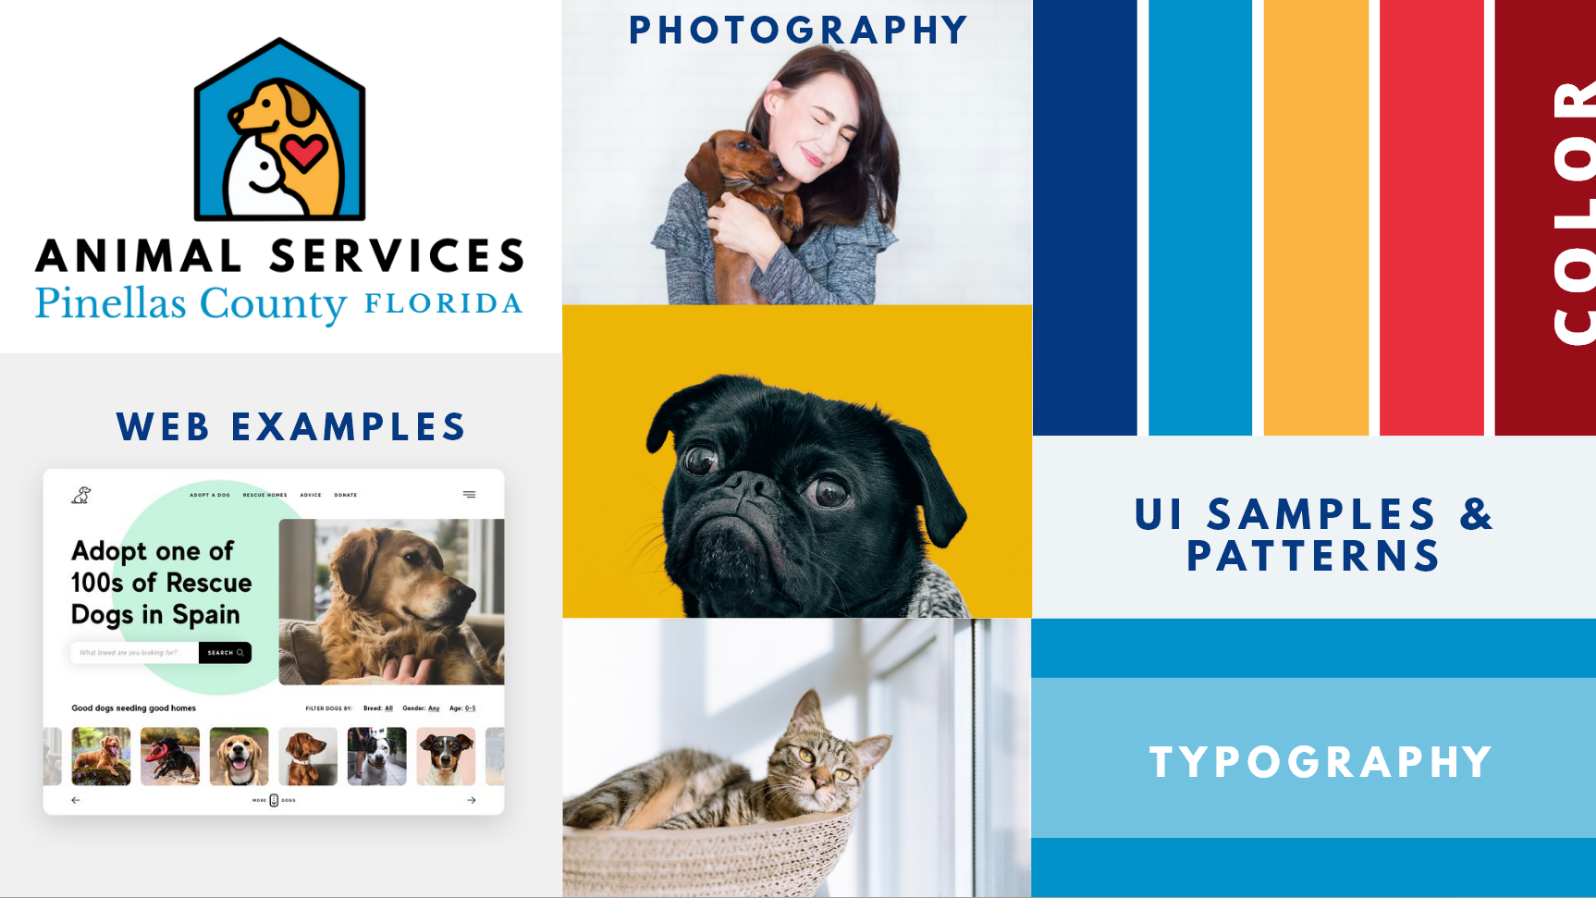 ANIMAL SERVICES
Pinellas County FLORIDA
WEB EXAMPLES
ADOPT A DOG RESCUE HOMES ADVICE DONATE
Adopt one of
100s of Rescue
Dogs in Spain
What breed are you looking for? SEARCH
Good dogs needing good homes FILTER DOGS BY: Breed: All Gender: Any Age: 0-5
MORE DOGS
PHOTOGRAPHY
COLOR
UI SAMPLES &
PATTERNS
TYPOGRAPHY